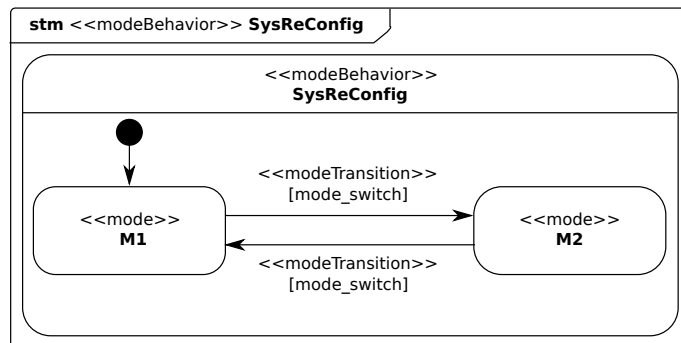 stm <<modeBehavior>> SysReConfig
<<modeBehavior>>
SysReConfig
<<modeTransition>>
[mode_switch]
<<mode>>
M1
<<mode>>
M2
<<modeTransition>>
[mode_switch]